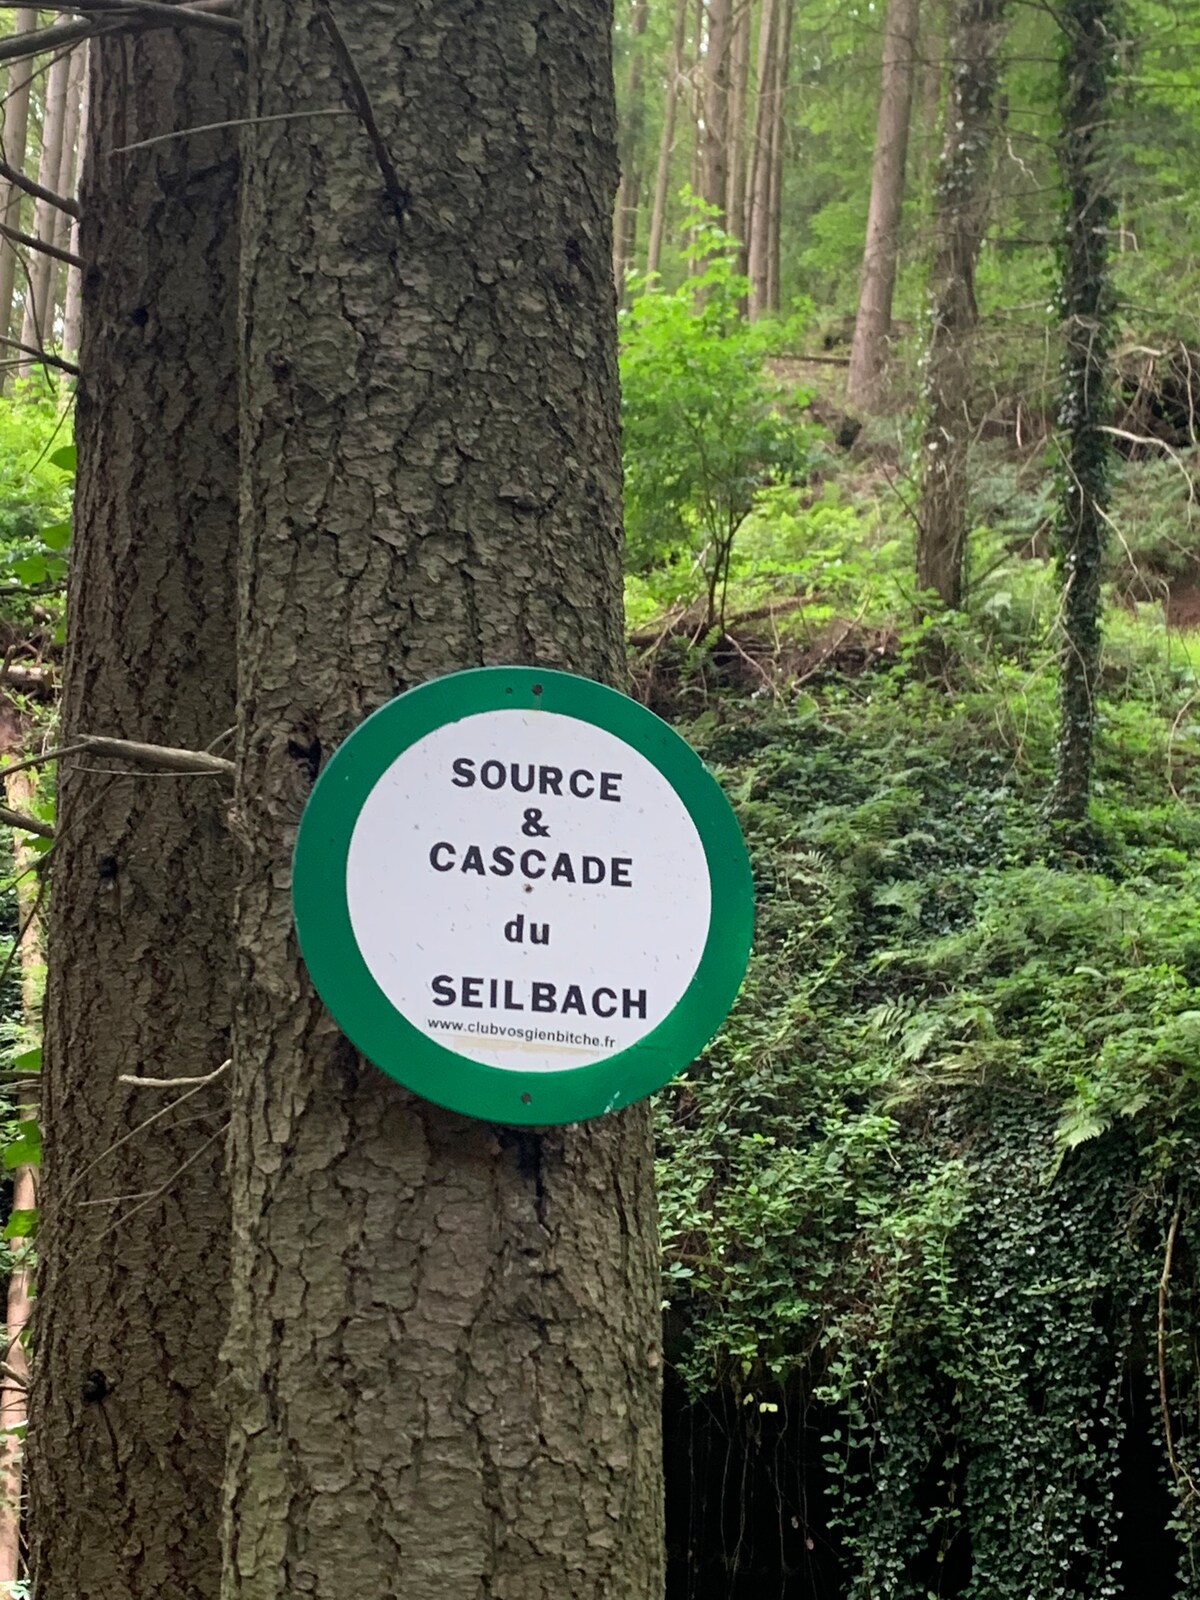 SOURCE
&
CASCADE
du
SEILBACH
www.clubvosgienbitche.fr